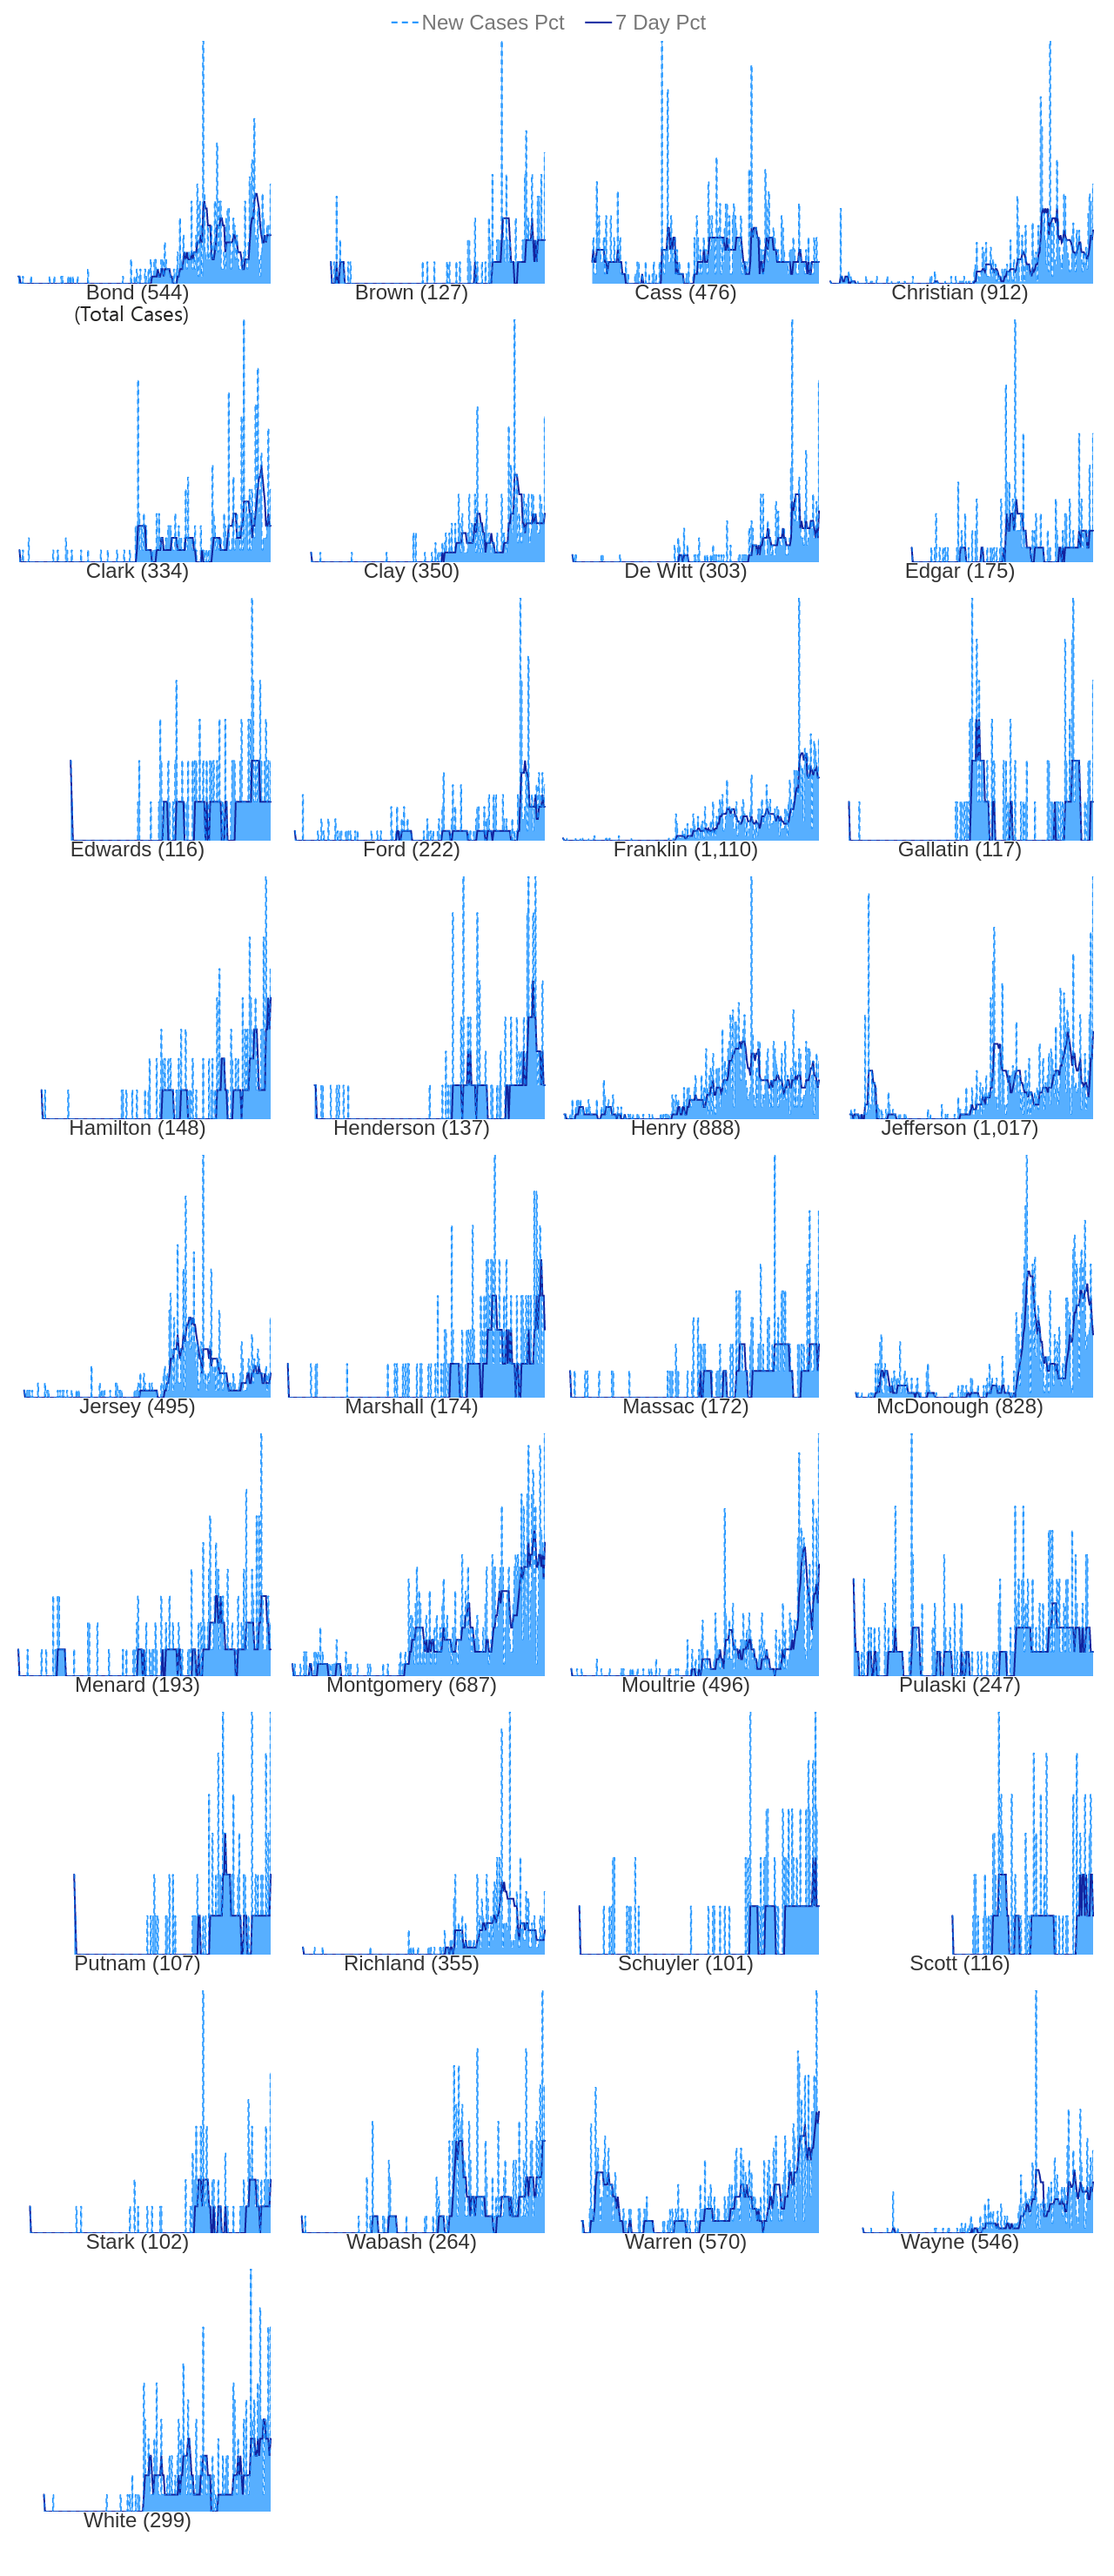 New Cases Pct 7 Day Pct
Bond (544) Brown (127) Cass (476) Christian (912)
(Total Cases)
Clark (334) Clay (350) De Witt (303) Edgar (175)
Edwards (116) Ford (222) Franklin (1,110) Gallatin (117)
Hamilton (148) Henderson (137) Henry (888) Jefferson (1,017)
Jersey (495) Marshall (174) Massac (172) McDonough (828)
Menard (193) Montgomery (687) Moultrie (496) Pulaski (247)
Putnam (107) Richland (355) Schuyler (101) Scott (116)
Stark (102) Wabash (264) Warren (570) Wayne (546)
White (299)